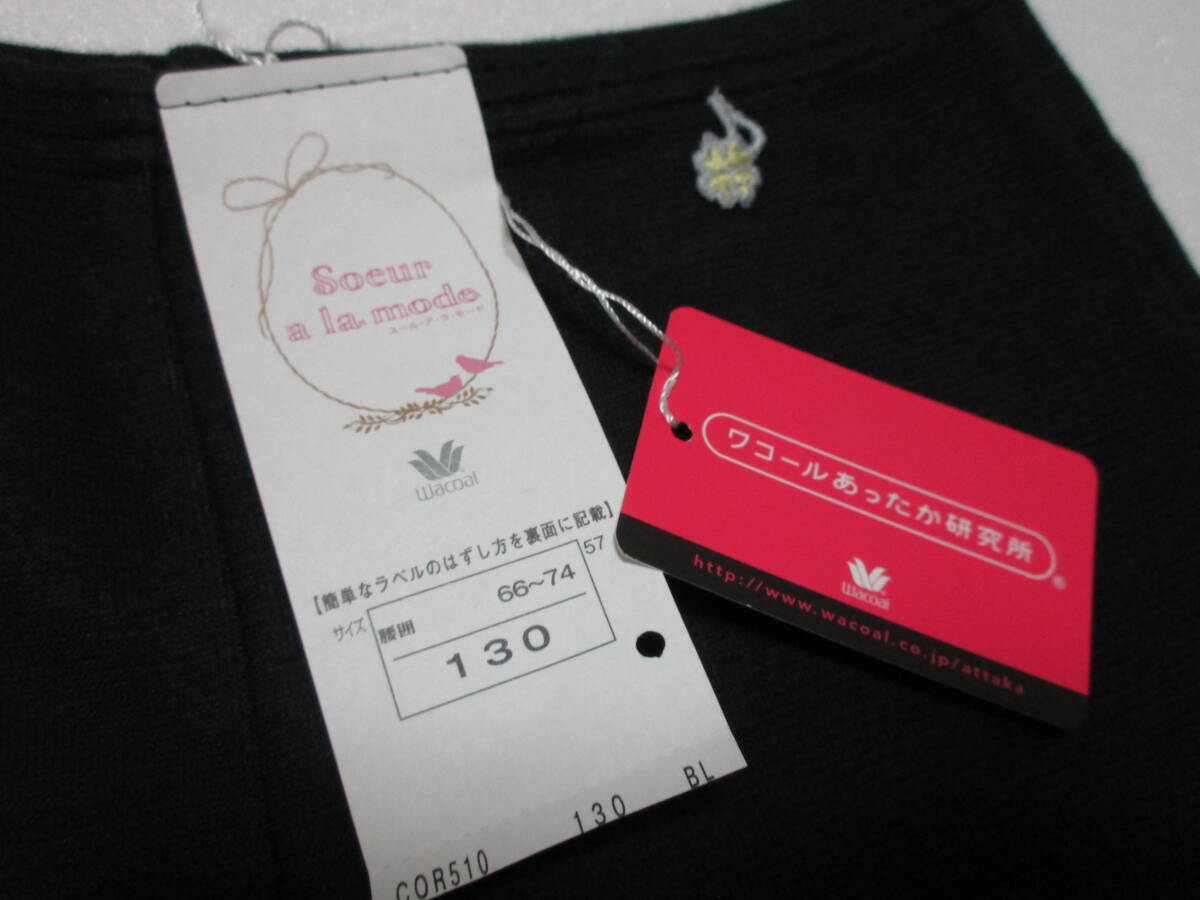 Soeur
a la mode
スール・ア・ラ・モード
Wacoal
【簡単なラベルのはずし方を裏面に記載】
57
サイズ
腰囲
66~74
130
BL
130
COR510
ワコールあったか研究所
Wacoal
http://www.wacoal.co.jp/attaka